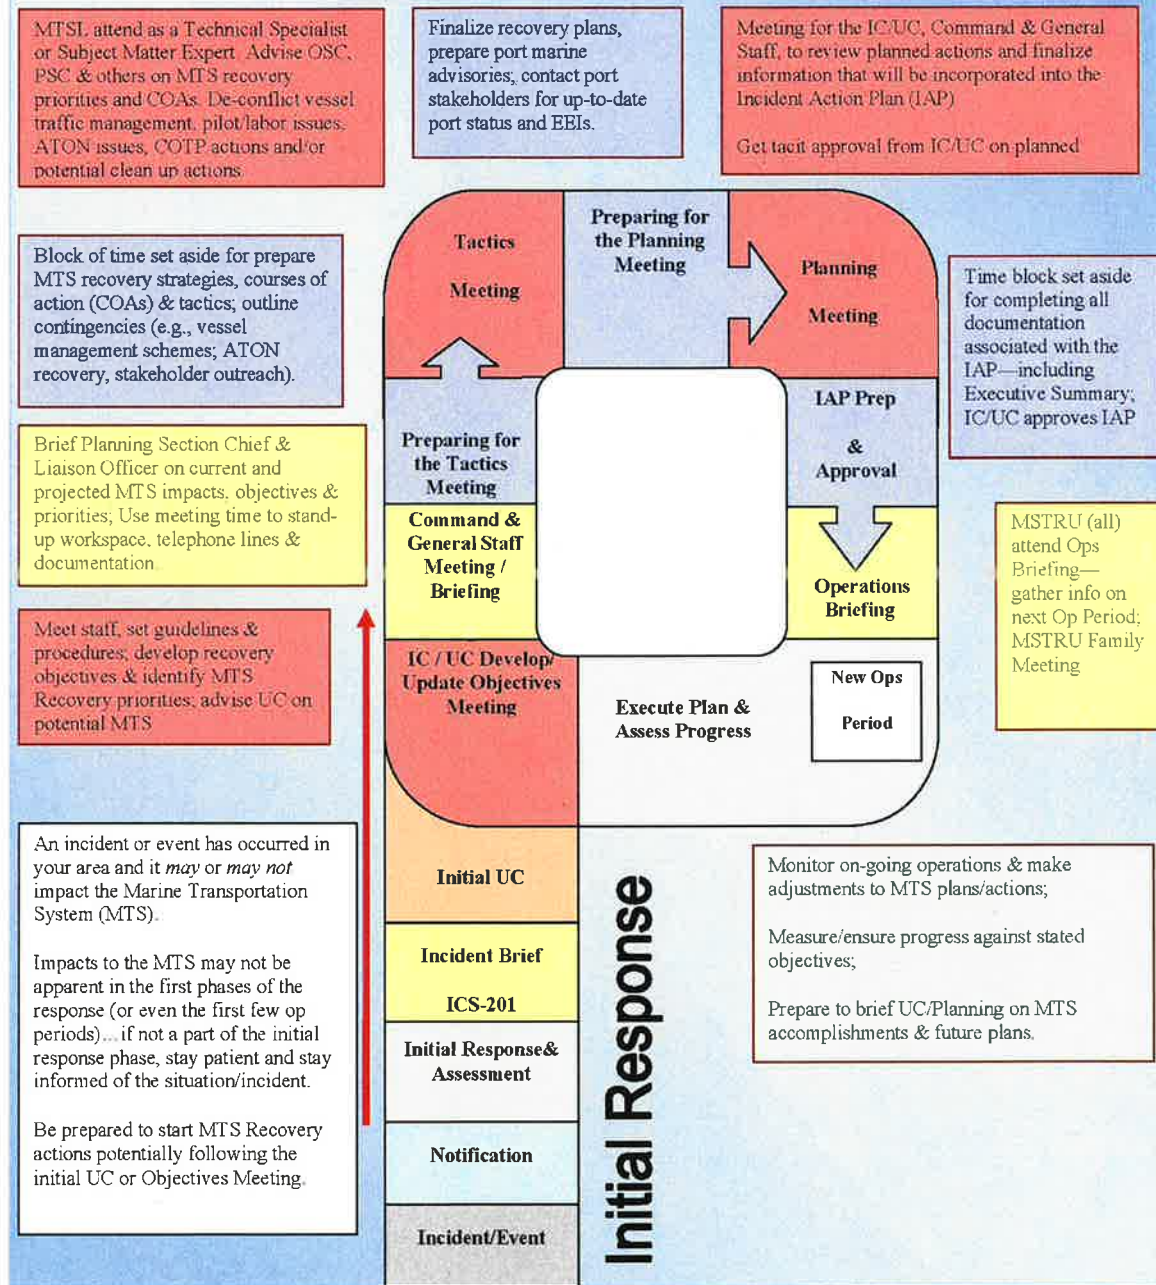 MTSL attend as a Technical Specialist
or Subject Matter Expert. Advise OSC,
PSC & others on MTS recovery
priorities and COAs. De-conflict vessel
traffic management, pilot/labor issues,
ATON issues, COTP actions and/or
potential clean up actions.
Finalize recovery plans,
prepare port marine
advisories; contact port
stakeholders for up-to-date
port status and EEIs.
Meeting for the IC/UC, Command & General
Staff, to review planned actions and finalize
information that will be incorporated into the
Incident Action Plan (IAP)
Get tacit approval from IC/UC on planned
Block of time set aside for prepare
MTS recovery strategies, courses of
action (COAs) & tactics; outline
contingencies (e.g., vessel
management schemes; ATON
recovery, stakeholder outreach).
Tactics
Meeting
Preparing for
the Planning
Meeting
Planning
Meeting
Time block set aside
for completing all
documentation
associated with the
IAP—including
Executive Summary;
IC/UC approves IAP
Brief Planning Section Chief &
Liaison Officer on current and
projected MTS impacts, objectives &
priorities; Use meeting time to stand-
up workspace, telephone lines &
documentation.
Preparing for
the Tactics
Meeting
IAP Prep
&
Approval
Command &
General Staff
Meeting /
Briefing
Operations
Briefing
MSTRU (all)
attend Ops
Briefing—
gather info on
next Op Period;
MSTRU Family
Meeting
Meet staff, set guidelines &
procedures; develop recovery
objectives & identify MTS
Recovery priorities; advise UC on
potential MTS
IC / UC Develop/
Update Objectives
Meeting
Execute Plan &
Assess Progress
New Ops
Period
An incident or event has occurred in
your area and it may or may not
impact the Marine Transportation
System (MTS).
Impacts to the MTS may not be
apparent in the first phases of the
response (or even the first few op
periods)... if not a part of the initial
response phase, stay patient and stay
informed of the situation/incident.
Be prepared to start MTS Recovery
actions potentially following the
initial UC or Objectives Meeting.
Initial UC
Incident Brief
ICS-201
Initial Response&
Assessment
Notification
Incident/Event
Initial Response
Monitor on-going operations & make
adjustments to MTS plans/actions;
Measure/ensure progress against stated
objectives;
Prepare to brief UC/Planning on MTS
accomplishments & future plans.